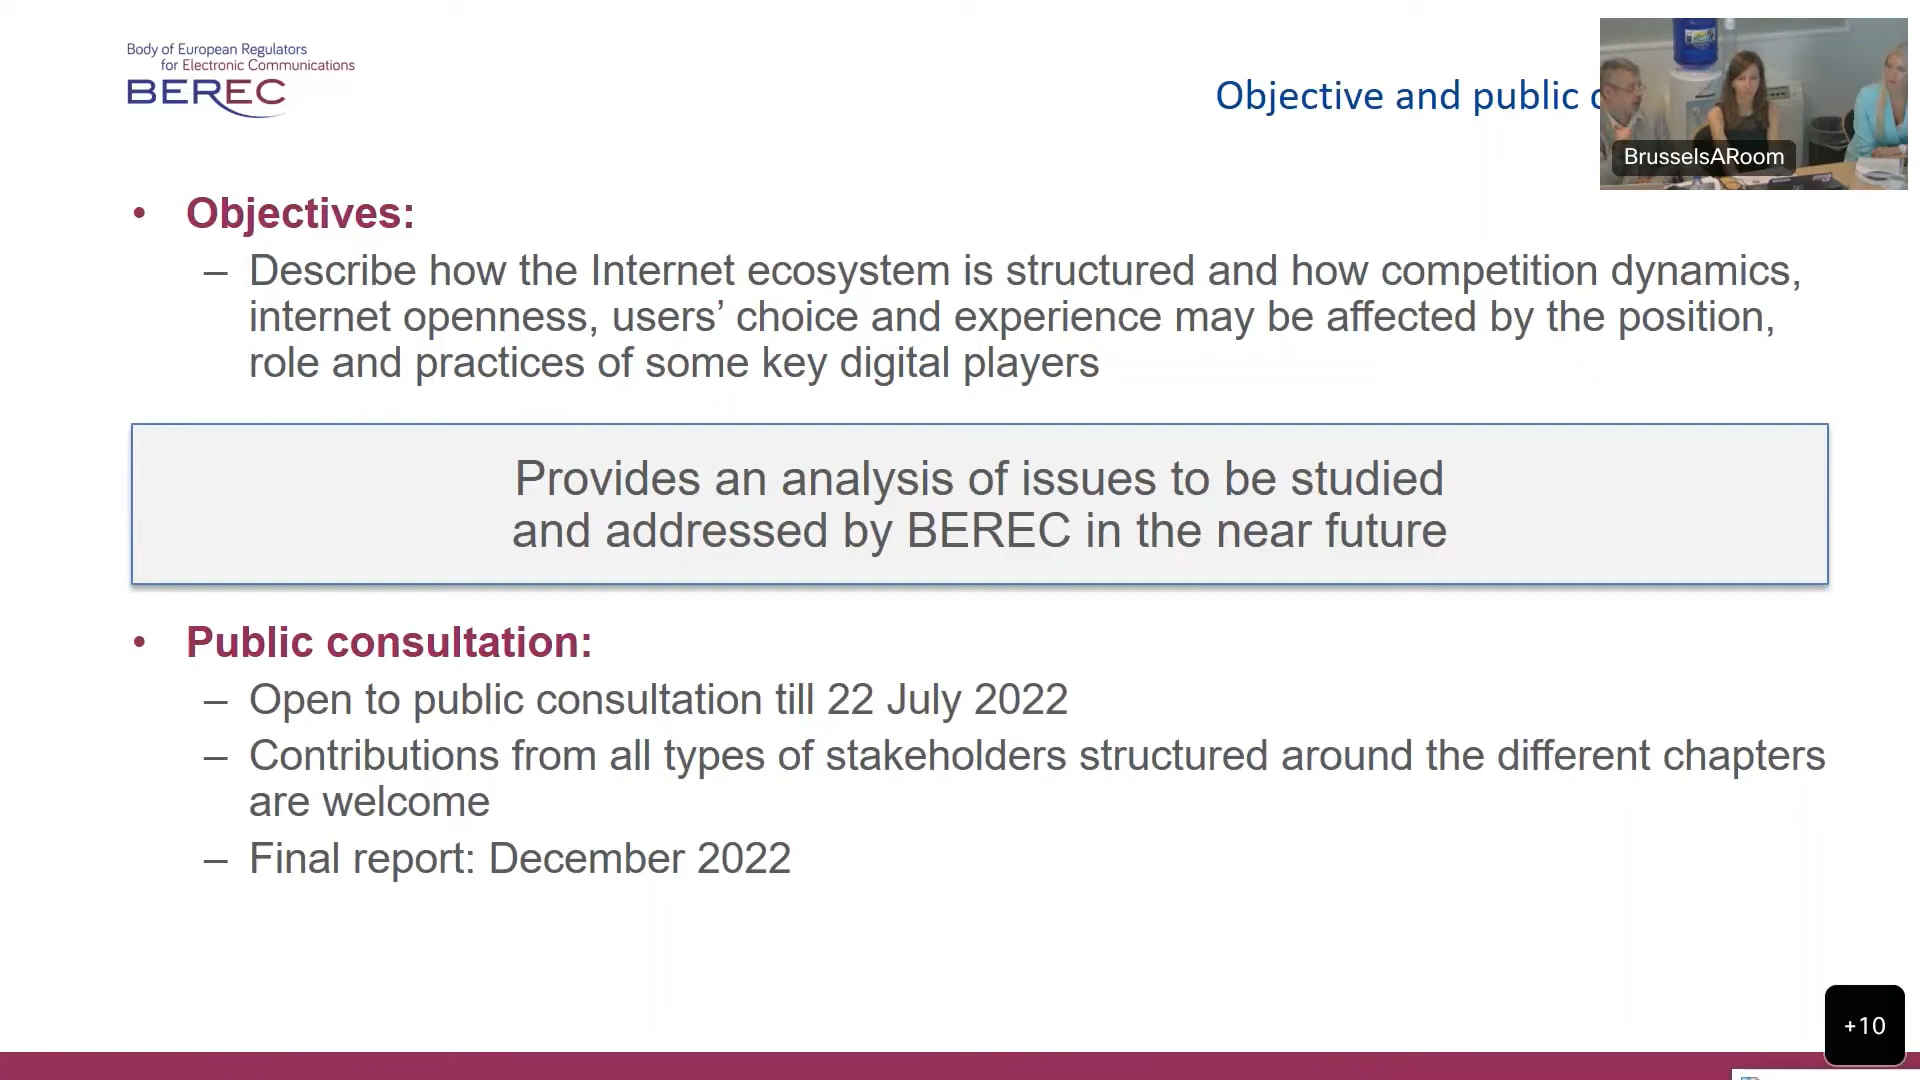 Body of European Regulators
for Electronic Communications
BEREC
Objective and public
BrusselsARoom
• Objectives:
– Describe how the Internet ecosystem is structured and how competition dynamics,
internet openness, users’ choice and experience may be affected by the position,
role and practices of some key digital players
Provides an analysis of issues to be studied
and addressed by BEREC in the near future
• Public consultation:
– Open to public consultation till 22 July 2022
– Contributions from all types of stakeholders structured around the different chapters
are welcome
– Final report: December 2022
+10